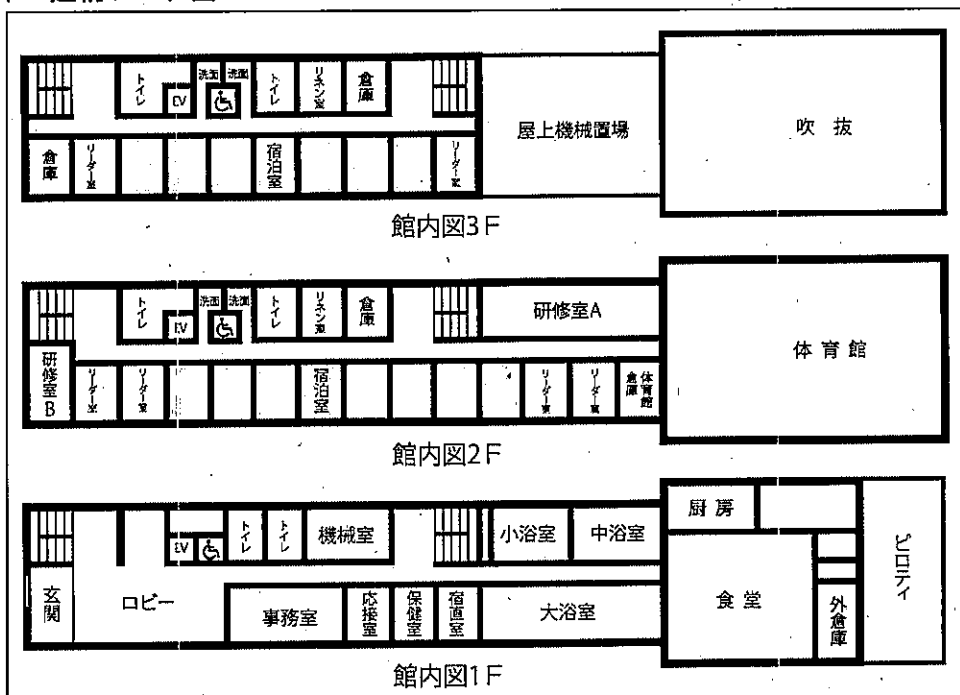 トイレ
EV
洗面
洗面
トイレ
リネン室
倉庫
倉庫
リーダー室
宿泊室
リーダー室
屋上機械置場
吹抜
館内図3F
トイレ
EV
洗面
洗面
トイレ
リネン室
倉庫
研修室A
研修室B
リーダー室
リーダー室
宿泊室
リーダー室
リーダー室
体育館倉庫
体育館
館内図2F
EV
トイレ
トイレ
機械室
小浴室
中浴室
厨房
玄関
ロビー
事務室
応接室
保健室
宿直室
大浴室
食堂
外倉庫
ピロティ
館内図1F